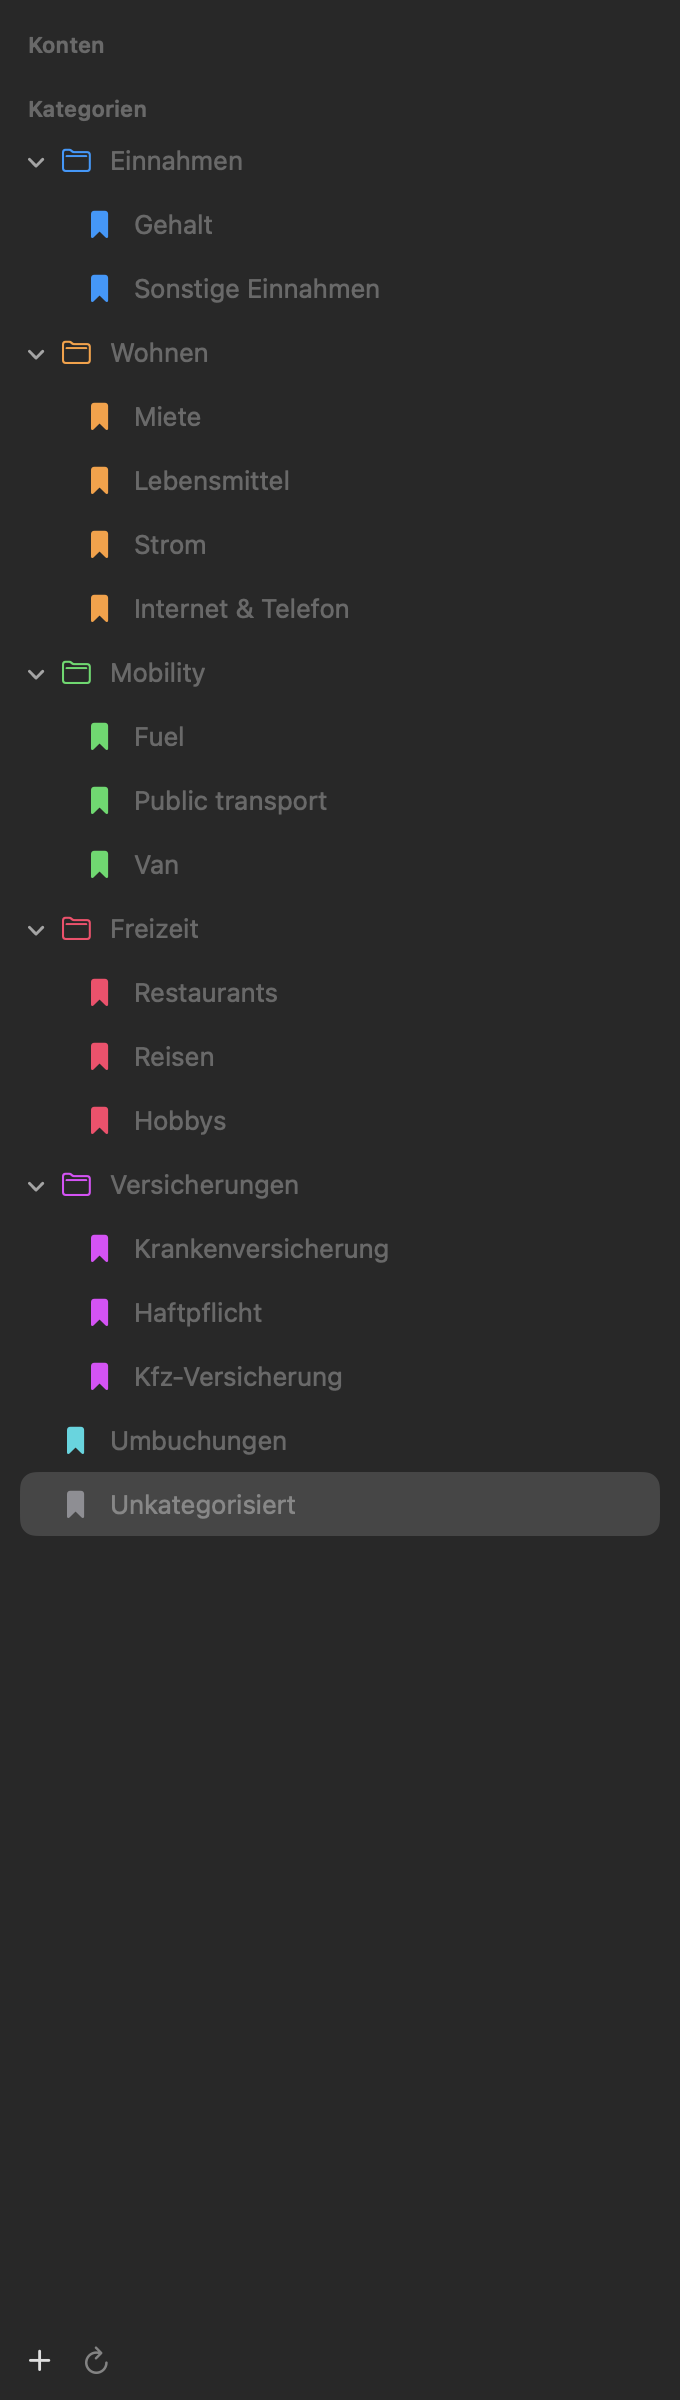 Konten
Kategorien
Einnahmen
Gehalt
Sonstige Einnahmen
Wohnen
Miete
Lebensmittel
Strom
Internet & Telefon
Mobility
Fuel
Public transport
Van
Freizeit
Restaurants
Reisen
Hobbys
Versicherungen
Krankenversicherung
Haftpflicht
Kfz-Versicherung
Umbuchungen
Unkategorisiert